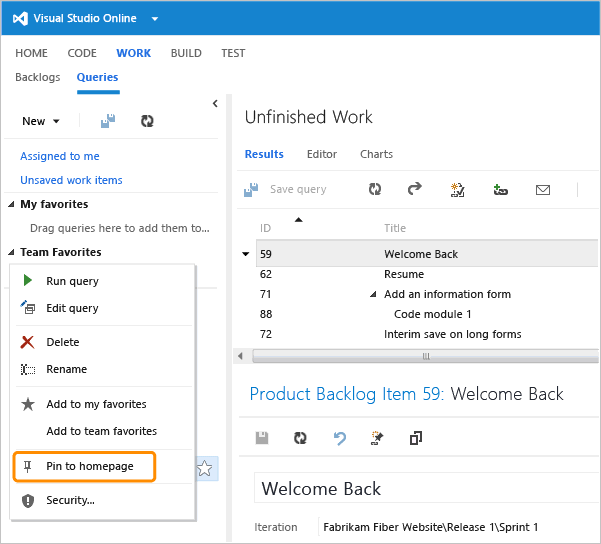 Visual Studio Online
HOME CODE WORK BUILD TEST
Backlogs Queries
New
Assigned to me
Unsaved work items
My favorites
Drag queries here to add them to...
Team Favorites
Run query
Edit query
Delete
Rename
Add to my favorites
Add to team favorites
Pin to homepage
Security...
Unfinished Work
Results Editor Charts
Save query
ID Title
59 Welcome Back
62 Resume
71 Add an information form
88 Code module 1
72 Interim save on long forms
Product Backlog Item 59: Welcome Back
Welcome Back
Iteration Fabrikam Fiber Website\Release 1\Sprint 1